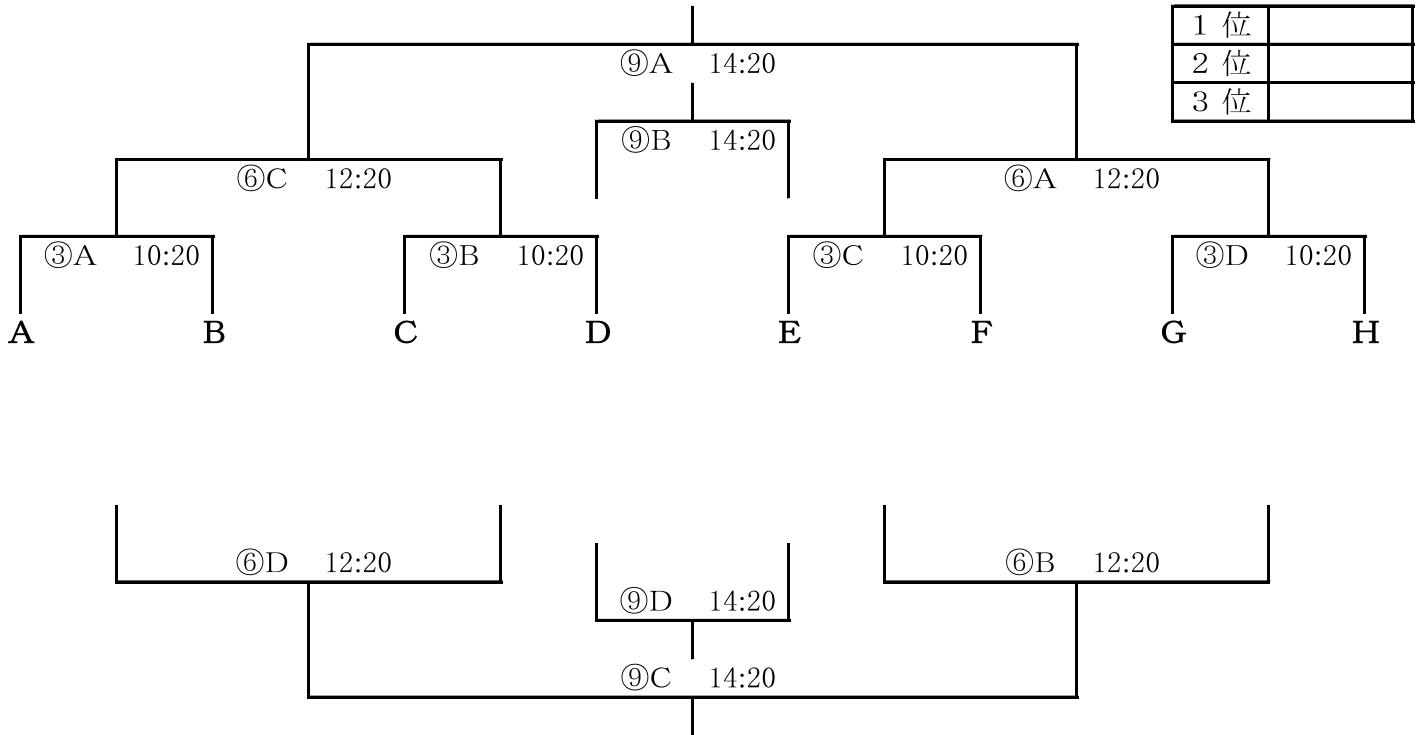 1 位
⑨A 14:20
2 位
3 位
⑨B 14:20
⑥C 12:20
⑥A 12:20
③A 10:20
③B 10:20
③C 10:20
③D 10:20
A B C D E F G H
⑥D 12:20
⑥B 12:20
⑨D 14:20
⑨C 14:20